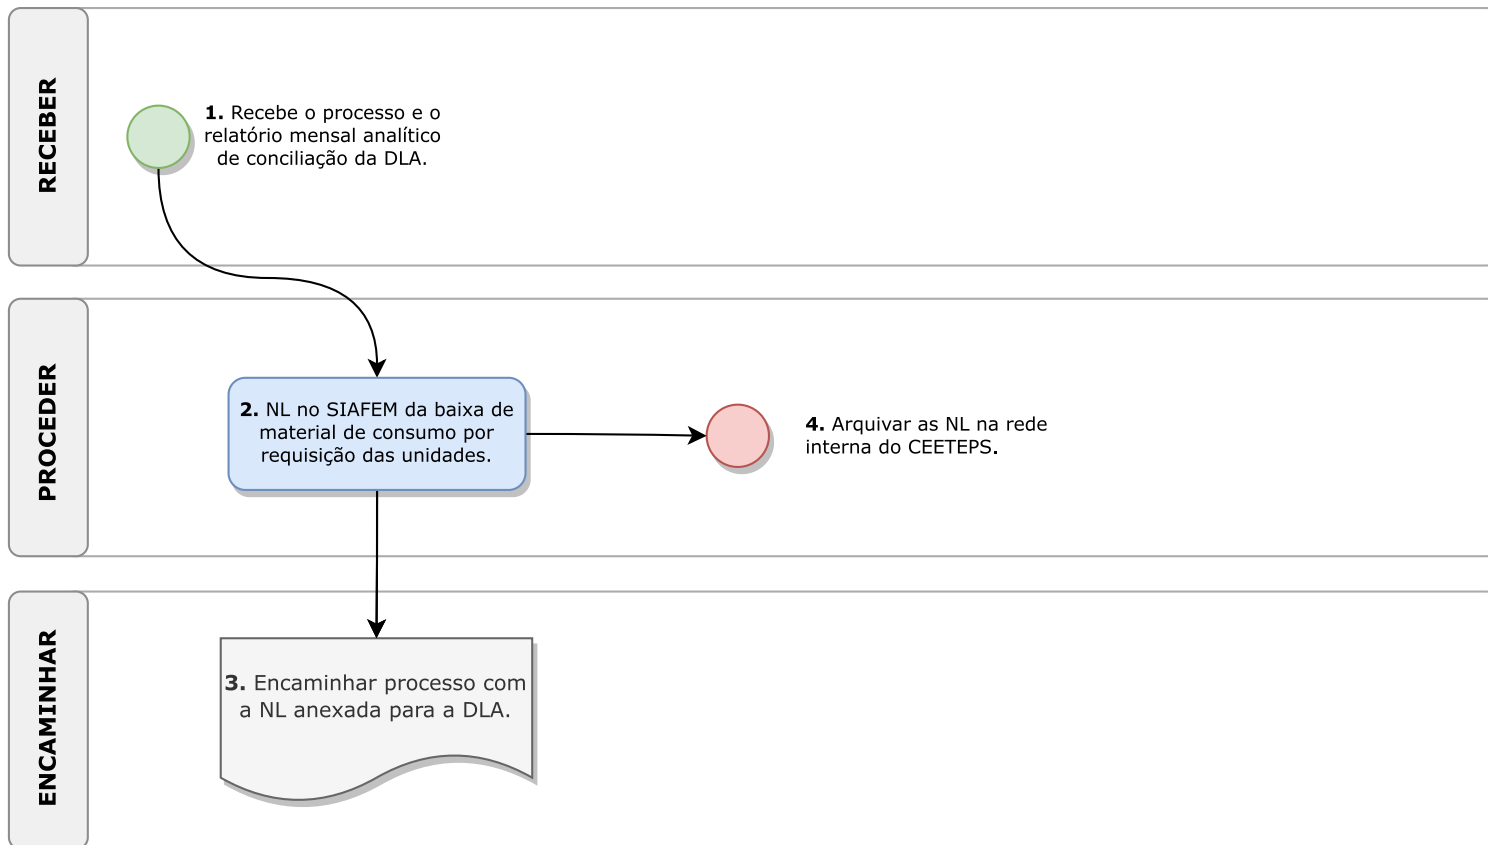 RECEBER
1. Recebe o processo e o
relatório mensal analítico
de conciliação da DLA.
PROCEDER
2. NL no SIAFEM da baixa de
material de consumo por
requisição das unidades.
4. Arquivar as NL na rede
interna do CEETEPS.
ENCAMINHAR
3. Encaminhar processo com
a NL anexada para a DLA.